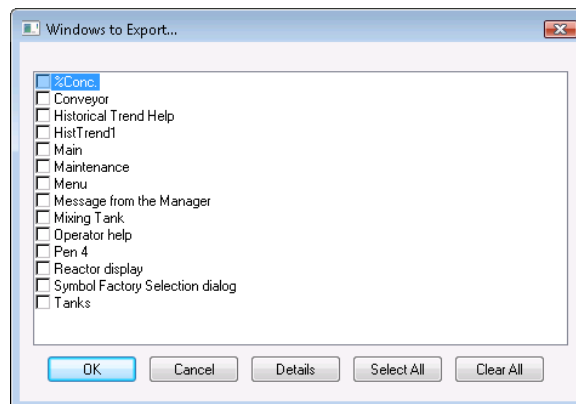 Windows to Export...
%Conc.
Conveyor
Historical Trend Help
HistTrend1
Main
Maintenance
Menu
Message from the Manager
Mixing Tank
Operator help
Pen 4
Reactor display
Symbol Factory Selection dialog
Tanks
OK Cancel Details Select All Clear All